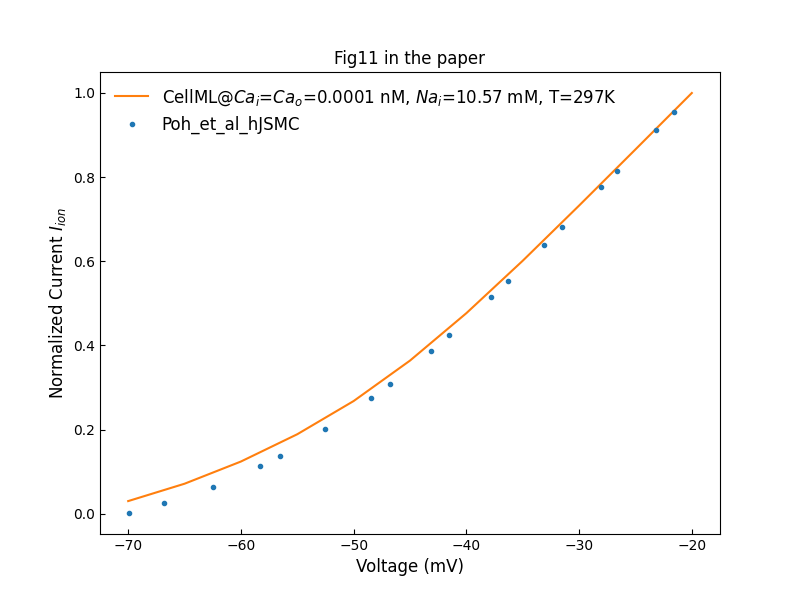 Fig11 in the paper
CellML@Ca_i=Ca_o=0.0001 nM, Na_i=10.57 mM, T=297K
Poh_et_al_hJSMC
Normalized Current I_ion
1.0
0.8
0.6
0.4
0.2
0.0
−70 −60 −50 −40 −30 −20
Voltage (mV)